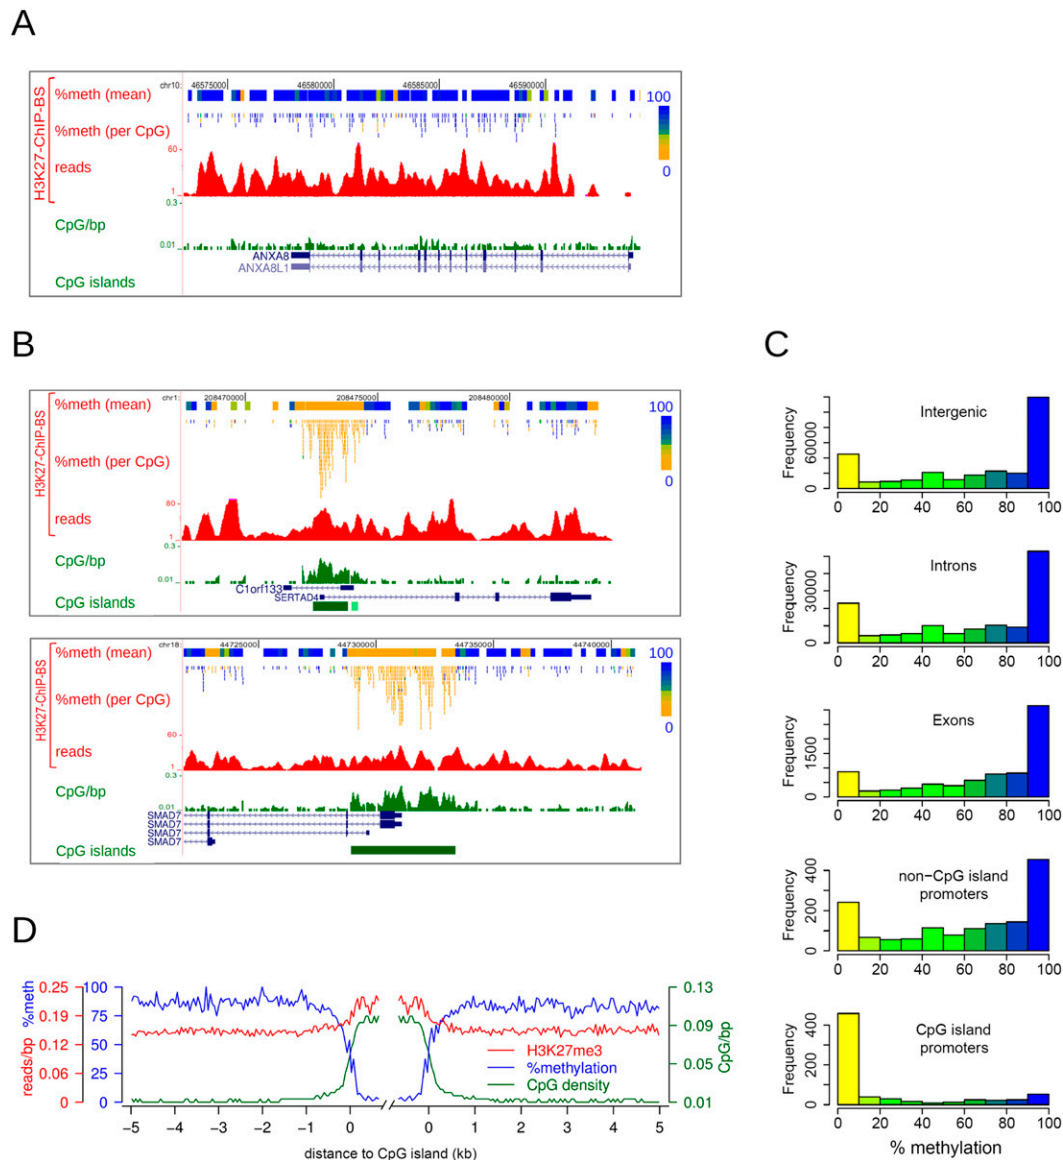 A
H3K27-ChIP-BS
chr10:
46575000
46580000
46585000
46590000
%meth (mean)
%meth (per CpG)
100
0
60
reads
1
0.3
CpG/bp
0.01
ANXA8
ANXA8L1
CpG islands
B
H3K27-ChIP-BS
chr1:
208470000
208475000
208480000
%meth (mean)
%meth (per CpG)
100
0
60
reads
1
0.3
CpG/bp
0.01
C1orf133
SERTAD4
CpG islands
H3K27-ChIP-BS
chr18:
44725000
44730000
44735000
44740000
%meth (mean)
%meth (per CpG)
100
0
60
reads
1
0.3
CpG/bp
0.01
SMAD7
SMAD7
SMAD7
SMAD7
CpG islands
C
Intergenic
Frequency
0 60000
0 20 40 60 80 100
Introns
Frequency
0 30000
0 20 40 60 80 100
Exons
Frequency
0 1500
0 20 40 60 80 100
non−CpG island
promoters
Frequency
0 200 400
0 20 40 60 80 100
CpG island
promoters
Frequency
0 200 400
0 20 40 60 80 100
% methylation
D
reads/bp
0.25
0.19
0.12
0.06
0
%meth
100
75
50
25
0
H3K27me3
%methylation
CpG density
0.13
0.09
0.05
0.01
CpG/bp
−5 −4 −3 −2 −1 0 0 1 2 3 4 5
distance to CpG island (kb)